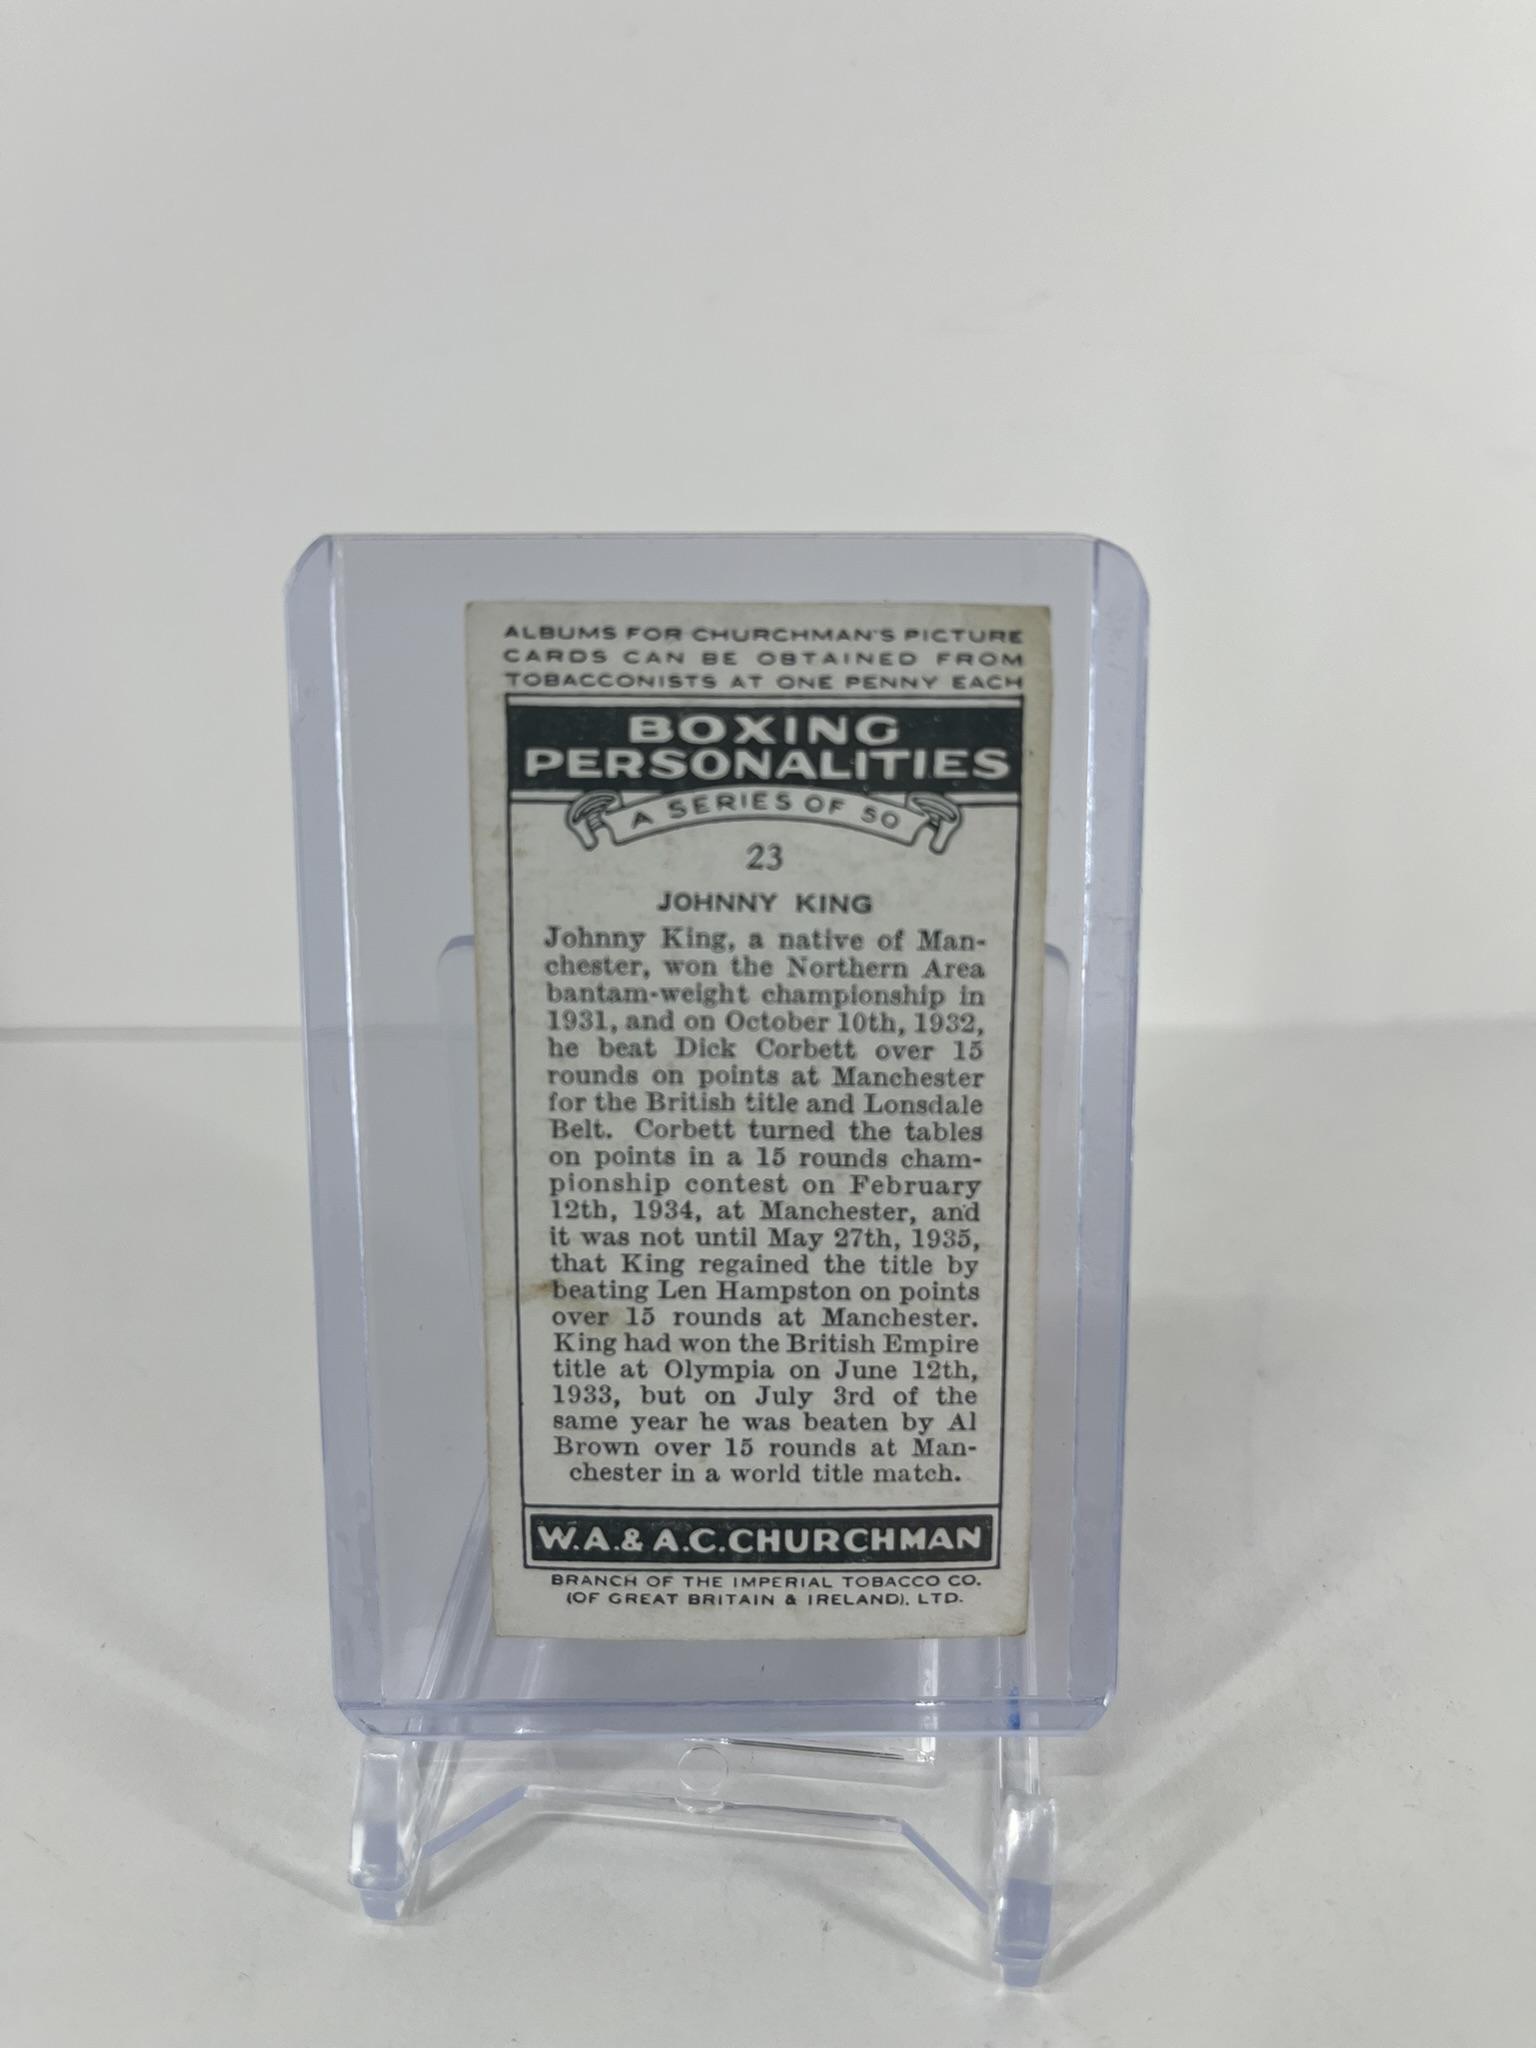 ALBUMS FOR CHURCHMAN'S PICTURE
CARDS CAN BE OBTAINED FROM
TOBACCONISTS AT ONE PENNY EACH
BOXING
PERSONALITIES
A SERIES OF 50
23
JOHNNY KING
Johnny King, a native of Man-
chester, won the Northern Area
bantam-weight championship in
1931, and on October 10th, 1932,
he beat Dick Corbett over 15
rounds on points at Manchester
for the British title and Lonsdale
Belt. Corbett turned the tables
on points in a 15 rounds cham-
pionship contest on February
12th, 1934, at Manchester, and
it was not until May 27th, 1935,
that King regained the title by
beating Len Hampston on points
over 15 rounds at Manchester.
King had won the British Empire
title at Olympia on June 12th,
1933, but on July 3rd of the
same year he was beaten by Al
Brown over 15 rounds at Man-
chester in a world title match.
W.A.& A.C.CHURCHMAN
BRANCH OF THE IMPERIAL TOBACCO CO.
(OF GREAT BRITAIN & IRELAND), LTD.